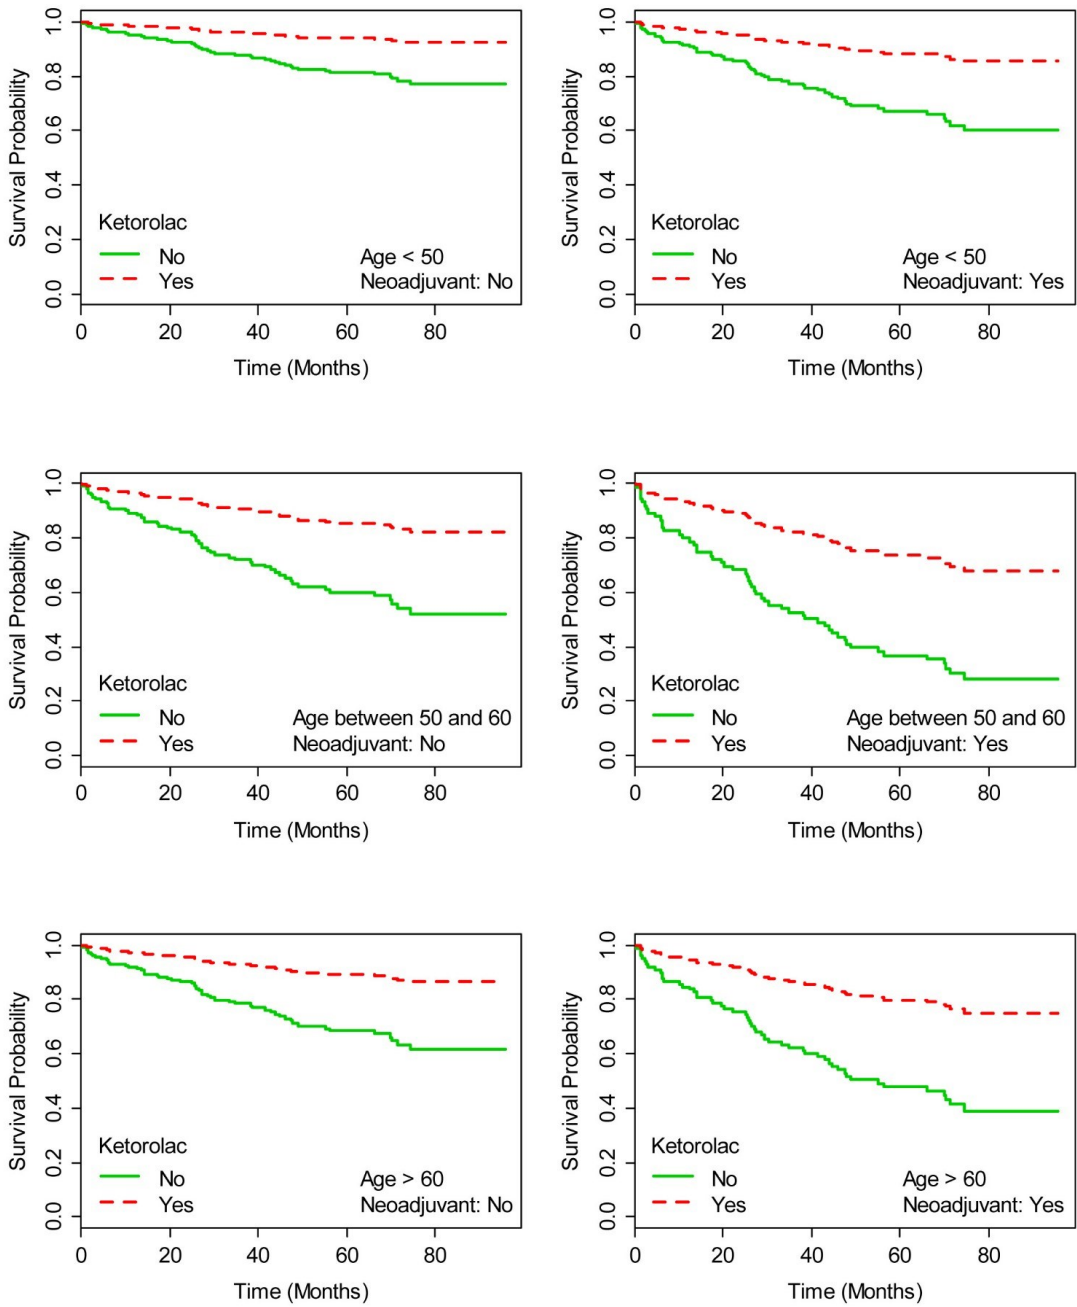 Survival Probability
1.0
0.8
0.6
0.4
0.2
0.0
Ketorolac
No
Yes
Age < 50
Neoadjuvant: No
0 20 40 60 80
Time (Months)
Survival Probability
1.0
0.8
0.6
0.4
0.2
0.0
Ketorolac
No
Yes
Age < 50
Neoadjuvant: Yes
0 20 40 60 80
Time (Months)
Survival Probability
1.0
0.8
0.6
0.4
0.2
0.0
Ketorolac
No
Yes
Age between 50 and 60
Neoadjuvant: No
0 20 40 60 80
Time (Months)
Survival Probability
1.0
0.8
0.6
0.4
0.2
0.0
Ketorolac
No
Yes
Age between 50 and 60
Neoadjuvant: Yes
0 20 40 60 80
Time (Months)
Survival Probability
1.0
0.8
0.6
0.4
0.2
0.0
Ketorolac
No
Yes
Age > 60
Neoadjuvant: No
0 20 40 60 80
Time (Months)
Survival Probability
1.0
0.8
0.6
0.4
0.2
0.0
Ketorolac
No
Yes
Age > 60
Neoadjuvant: Yes
0 20 40 60 80
Time (Months)